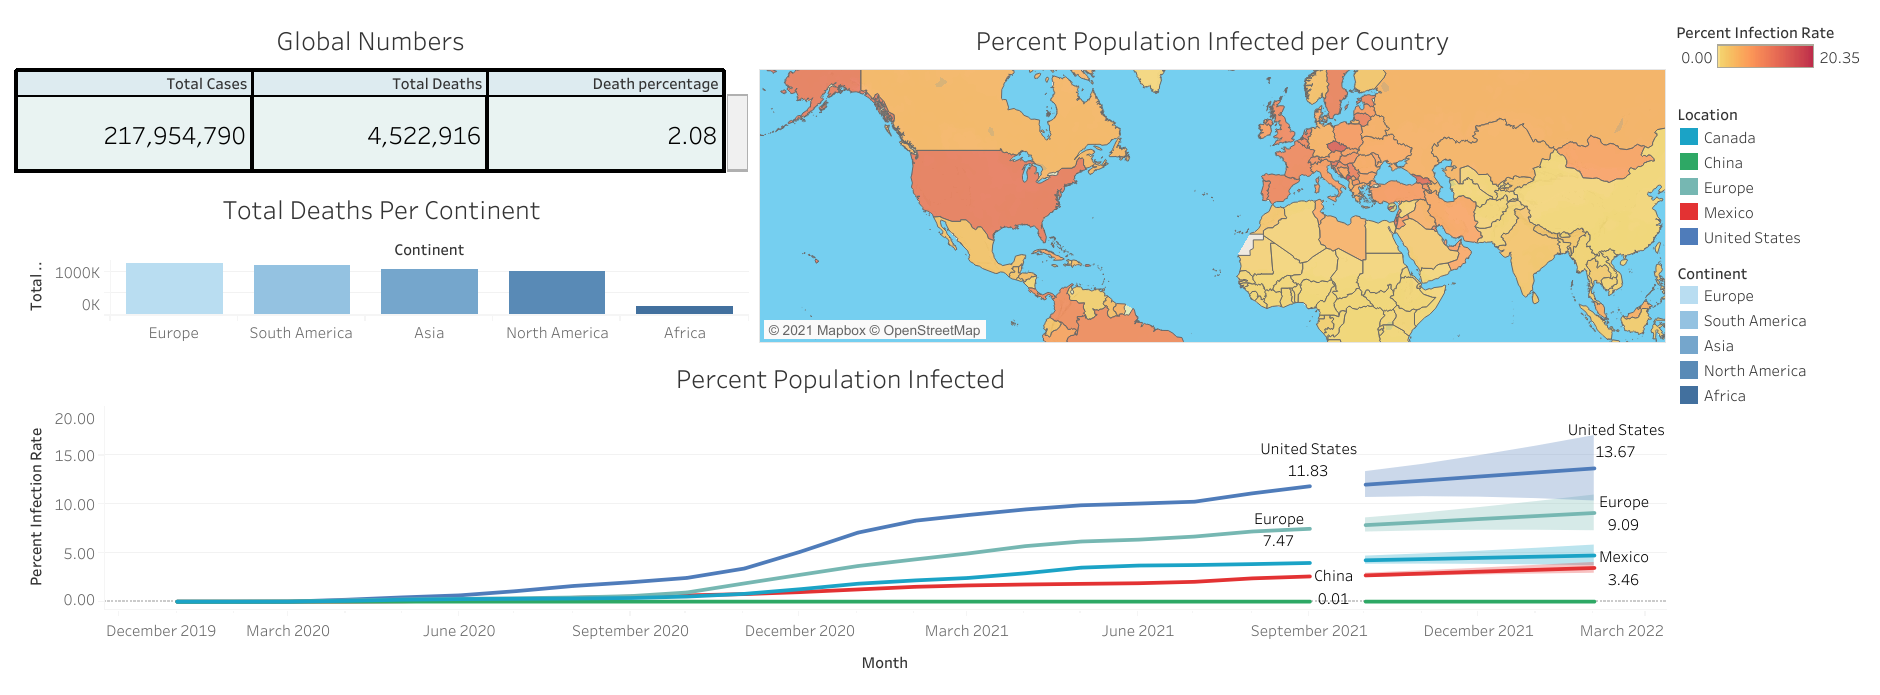 Global Numbers
Total Cases Total Deaths Death percentage
217,954,790 4,522,916 2.08
Total Deaths Per Continent
Continent
Total ..
1000K
0K
Europe South America Asia North America Africa
Percent Population Infected per Country
© 2021 Mapbox © OpenStreetMap
Percent Infection Rate
0.00 20.35
Location
Canada
China
Europe
Mexico
United States
Continent
Europe
South America
Asia
North America
Africa
Percent Population Infected
Percent Infection Rate
20.00
15.00
10.00
5.00
0.00
United States
11.83
Europe
7.47
China
0.01
United States
13.67
Europe
9.09
Mexico
3.46
December 2019 March 2020 June 2020 September 2020 December 2020 March 2021 June 2021 September 2021 December 2021 March 2022
Month